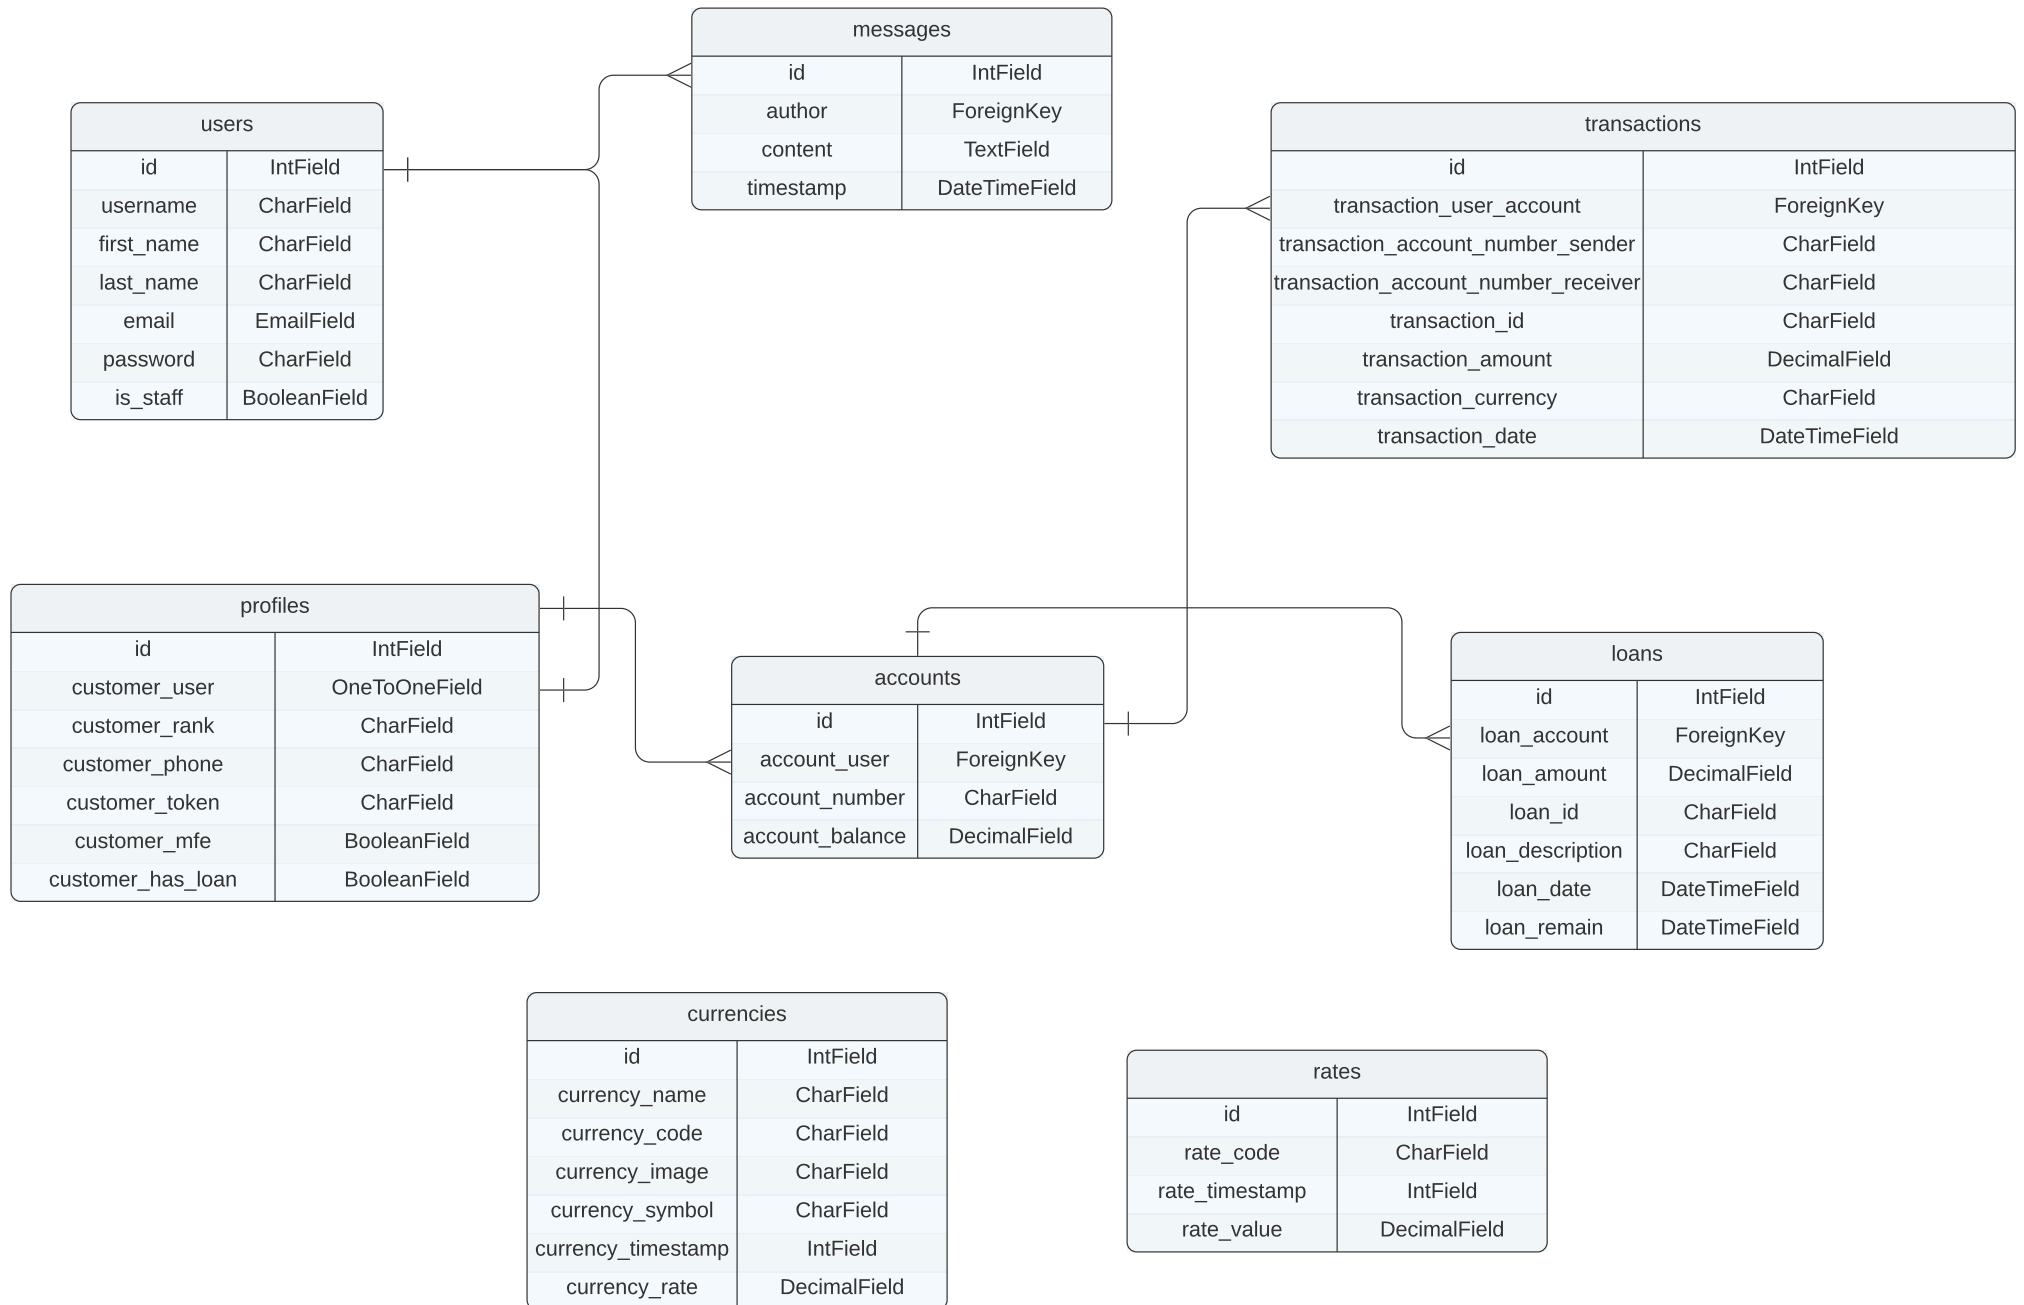 messages
id IntField
author ForeignKey
content TextField
timestamp DateTimeField
users
id IntField
username CharField
first_name CharField
last_name CharField
email EmailField
password CharField
is_staff BooleanField
transactions
id IntField
transaction_user_account ForeignKey
transaction_account_number_sender CharField
transaction_account_number_receiver CharField
transaction_id CharField
transaction_amount DecimalField
transaction_currency CharField
transaction_date DateTimeField
profiles
id IntField
customer_user OneToOneField
customer_rank CharField
customer_phone CharField
customer_token CharField
customer_mfe BooleanField
customer_has_loan BooleanField
accounts
id IntField
account_user ForeignKey
account_number CharField
account_balance DecimalField
loans
id IntField
loan_account ForeignKey
loan_amount DecimalField
loan_id CharField
loan_description CharField
loan_date DateTimeField
loan_remain DateTimeField
currencies
id IntField
currency_name CharField
currency_code CharField
currency_image CharField
currency_symbol CharField
currency_timestamp IntField
currency_rate DecimalField
rates
id IntField
rate_code CharField
rate_timestamp IntField
rate_value DecimalField